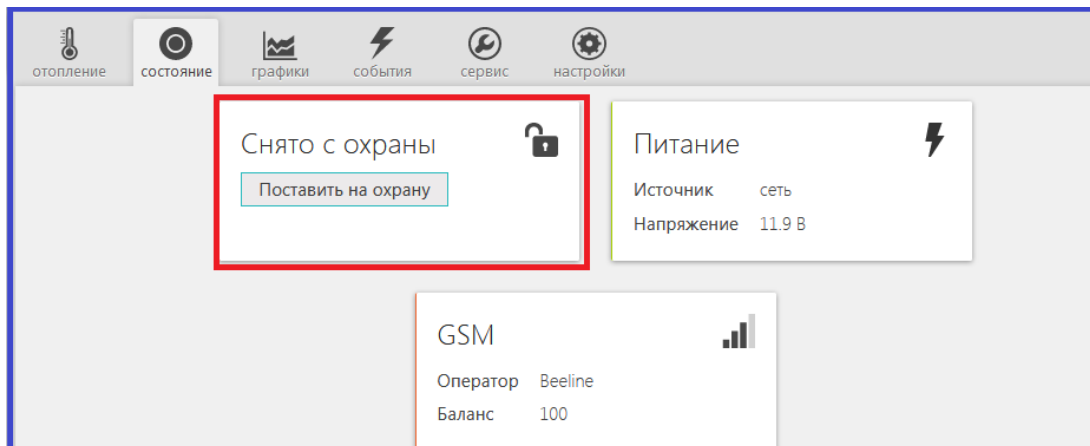 отопление состояние графики события сервис настройки
Снято с охраны
Поставить на охрану
Питание
Источник сеть
Напряжение 11.9 В
GSM
Оператор Beeline
Баланс 100